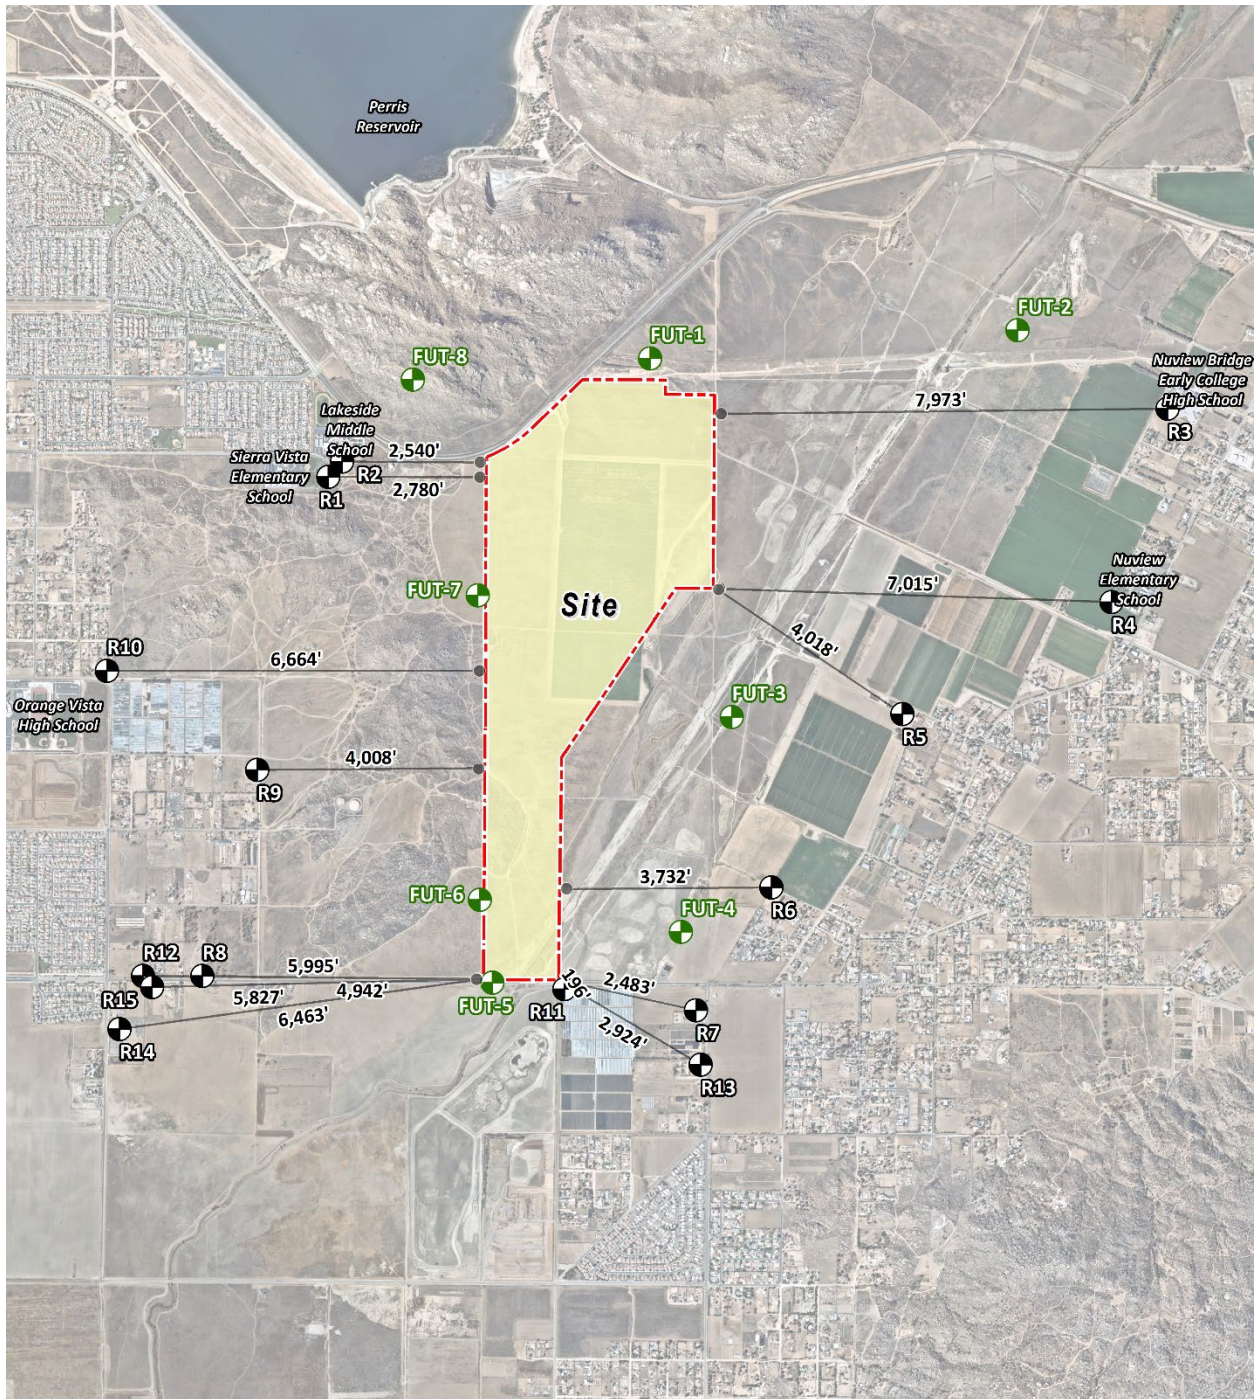 Perris
Reservoir
FUT-2
FUT-1
FUT-8
Nuview Bridge
Early College
High School
7,973'
R3
Lakeside
Middle
School
Sierra Vista
Elementary
School
2,540'
R2
2,780'
R1
FUT-7
Site
Nuview
Elementary
School
7,015'
R4
4,018'
R10
6,664'
Orange Vista
High School
FUT-3
R5
4,008'
R9
3,732'
R6
FUT-6
FUT-4
R12
R8
5,995'
R15
5,827'
4,942'
6,463'
R14
FUT-5
196'
R11
2,483'
R7
2,924'
R13